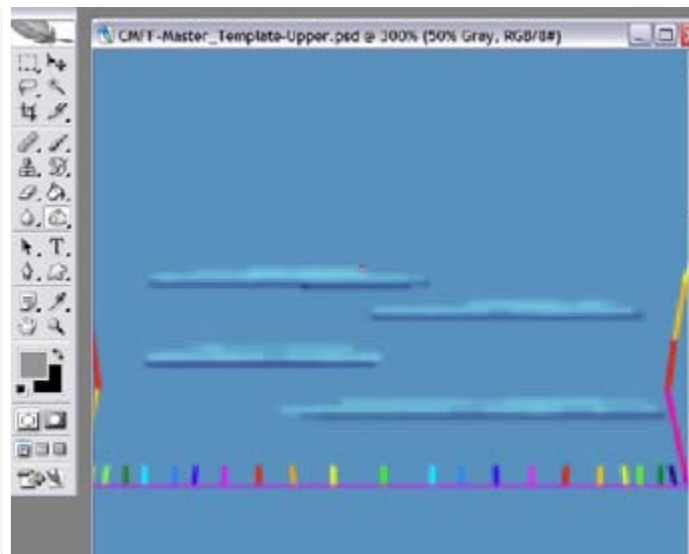 CMFF-Master_Template-Upper.psd @ 300% (50% Gray, RGB/8#)
T